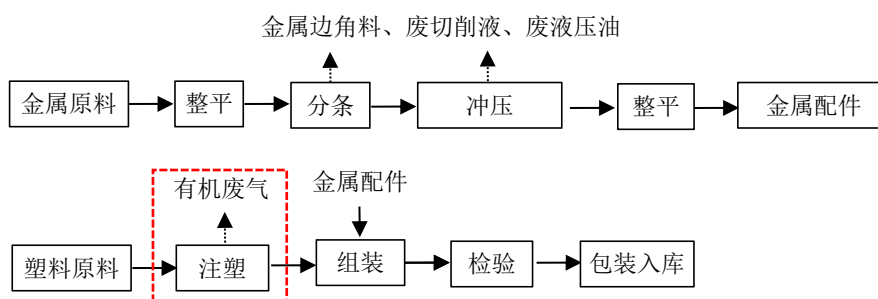 金属边角料、废切削液、废液压油
金属原料 整平 分条 冲压 整平 金属配件
有机废气 金属配件
塑料原料 注塑 组装 检验 包装入库